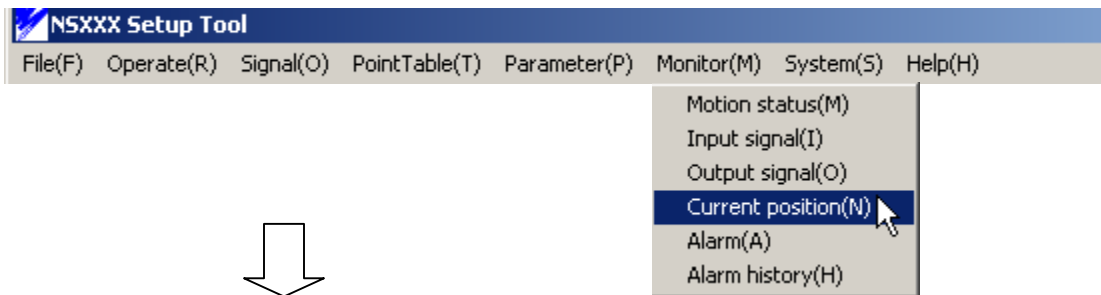 NSXXX Setup Tool
File(F) Operate(R) Signal(O) PointTable(T) Parameter(P) Monitor(M) System(S) Help(H)
Motion status(M)
Input signal(I)
Output signal(O)
Current position(N)
Alarm(A)
Alarm history(H)